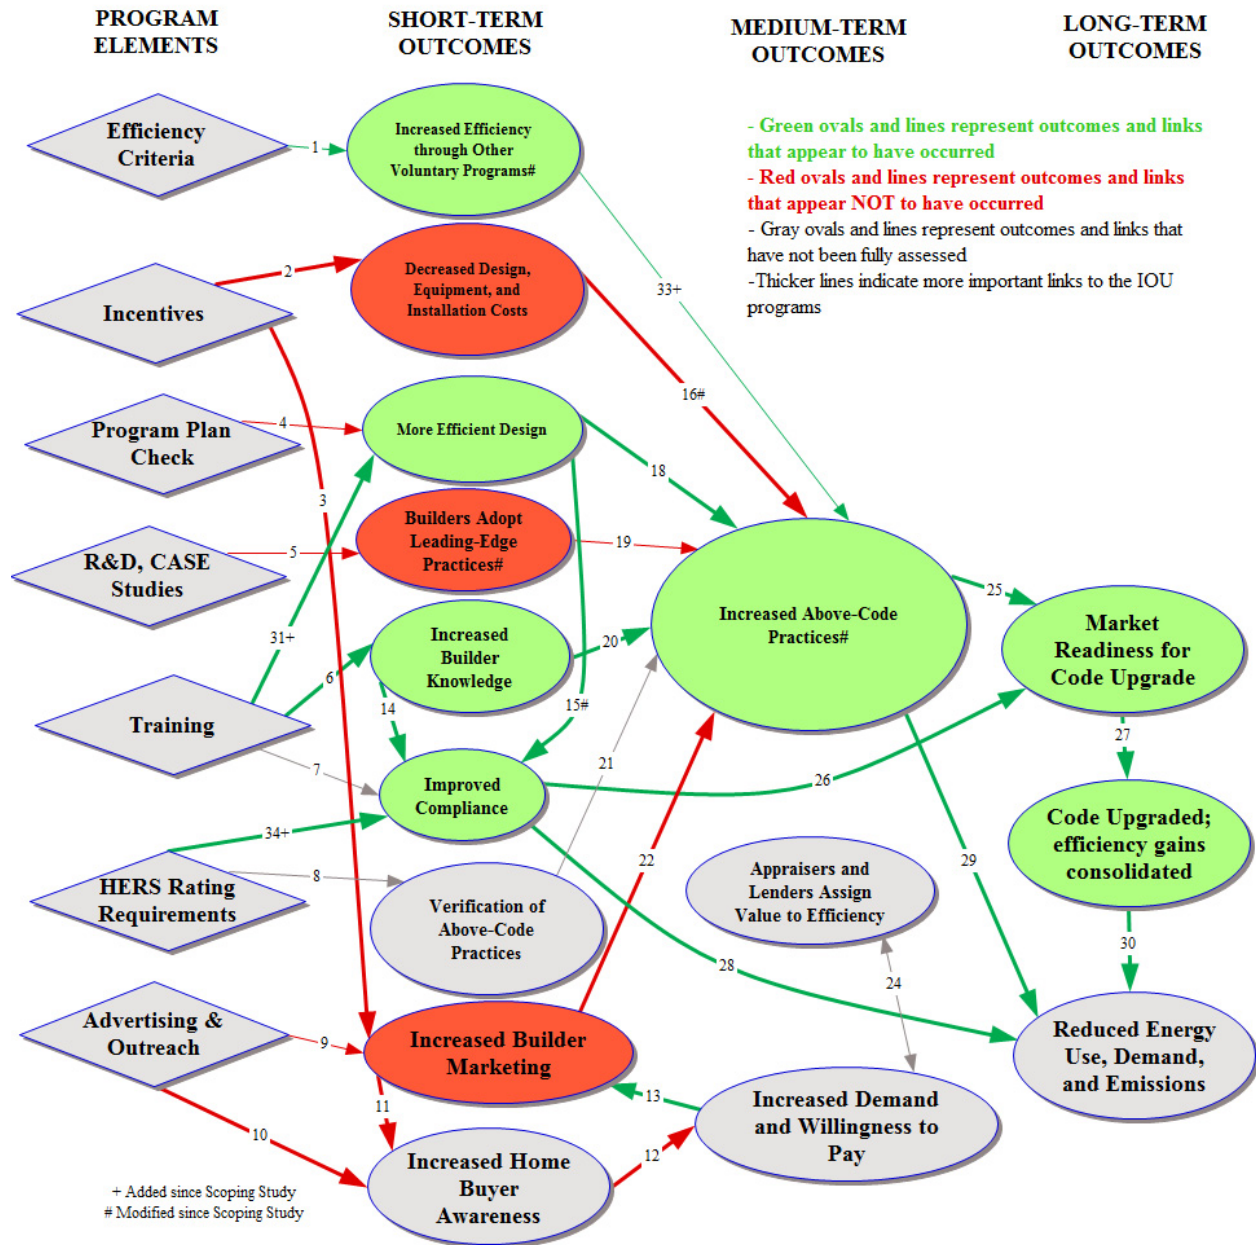 PROGRAM
ELEMENTS
SHORT-TERM
OUTCOMES
MEDIUM-TERM
OUTCOMES
LONG-TERM
OUTCOMES
- Green ovals and lines represent outcomes and links
that appear to have occurred
- Red ovals and lines represent outcomes and links
that appear NOT to have occurred
- Gray ovals and lines represent outcomes and links that
have not been fully assessed
-Thicker lines indicate more important links to the IOU
programs
Efficiency
Criteria
1
Increased Efficiency
through Other
Voluntary Programs#
33+
Incentives
2
Decreased Design,
Equipment, and
Installation Costs
16#
3
Program Plan
Check
4
More Efficient Design
18
R&D, CASE
Studies
5
Builders Adopt
Leading-Edge
Practices#
19
Increased Above-Code
Practices#
25
Market
Readiness for
Code Upgrade
31+
6
Increased
Builder
Knowledge
20
Training
14
15#
7
Improved
Compliance
21
26
27
Code Upgraded;
efficiency gains
consolidated
34+
HERS Rating
Requirements
8
Verification of
Above-Code
Practices
22
28
Appraisers and
Lenders Assign
Value to Efficiency
29
24
30
Advertising &
Outreach
9
Increased Builder
Marketing
13
Increased Demand
and Willingness to
Pay
Reduced Energy
Use, Demand,
and Emissions
10
11
12
Increased Home
Buyer
Awareness
+ Added since Scoping Study
# Modified since Scoping Study